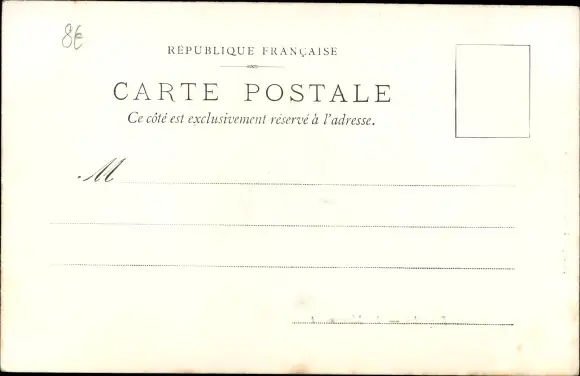 8€
RÉPUBLIQUE FRANÇAISE
CARTE POSTALE
Ce côté est exclusivement réservé à l'adresse.
M